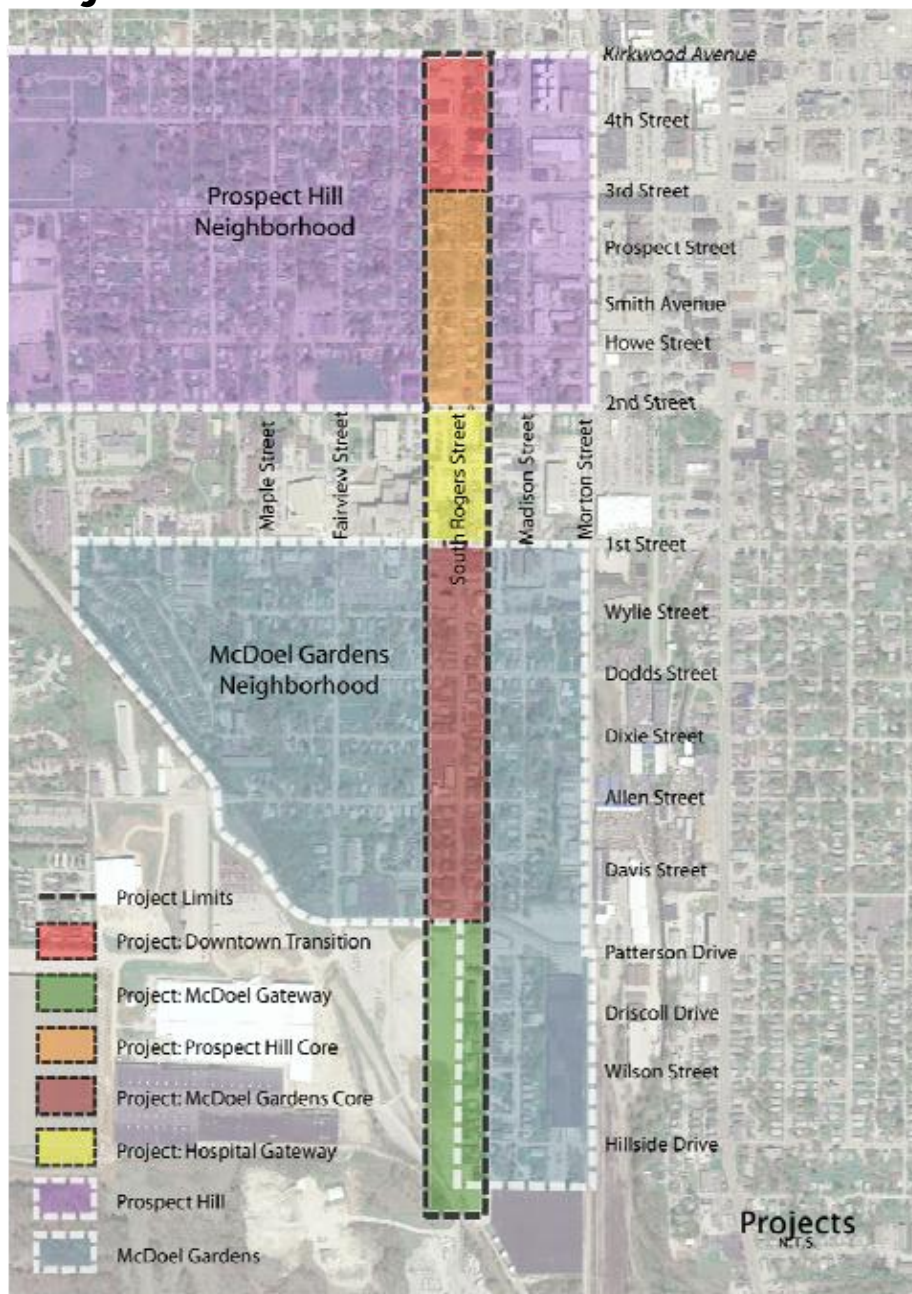 Kirkwood Avenue
4th Street
3rd Street
Prospect Hill
Neighborhood
Prospect Street
Smith Avenue
Howe Street
2nd Street
Maple Street
Fairview Street
South Rogers Street
Madison Street
Morton Street
1st Street
Wylie Street
McDoel Gardens
Neighborhood
Dodds Street
Dixie Street
Allen Street
Davis Street
Patterson Drive
Driscoll Drive
Wilson Street
Hillside Drive
Project Limits
Project: Downtown Transition
Project: McDoel Gateway
Project: Prospect Hill Core
Project: McDoel Gardens Core
Project: Hospital Gateway
Prospect Hill
McDoel Gardens
Projects
N.T.S.